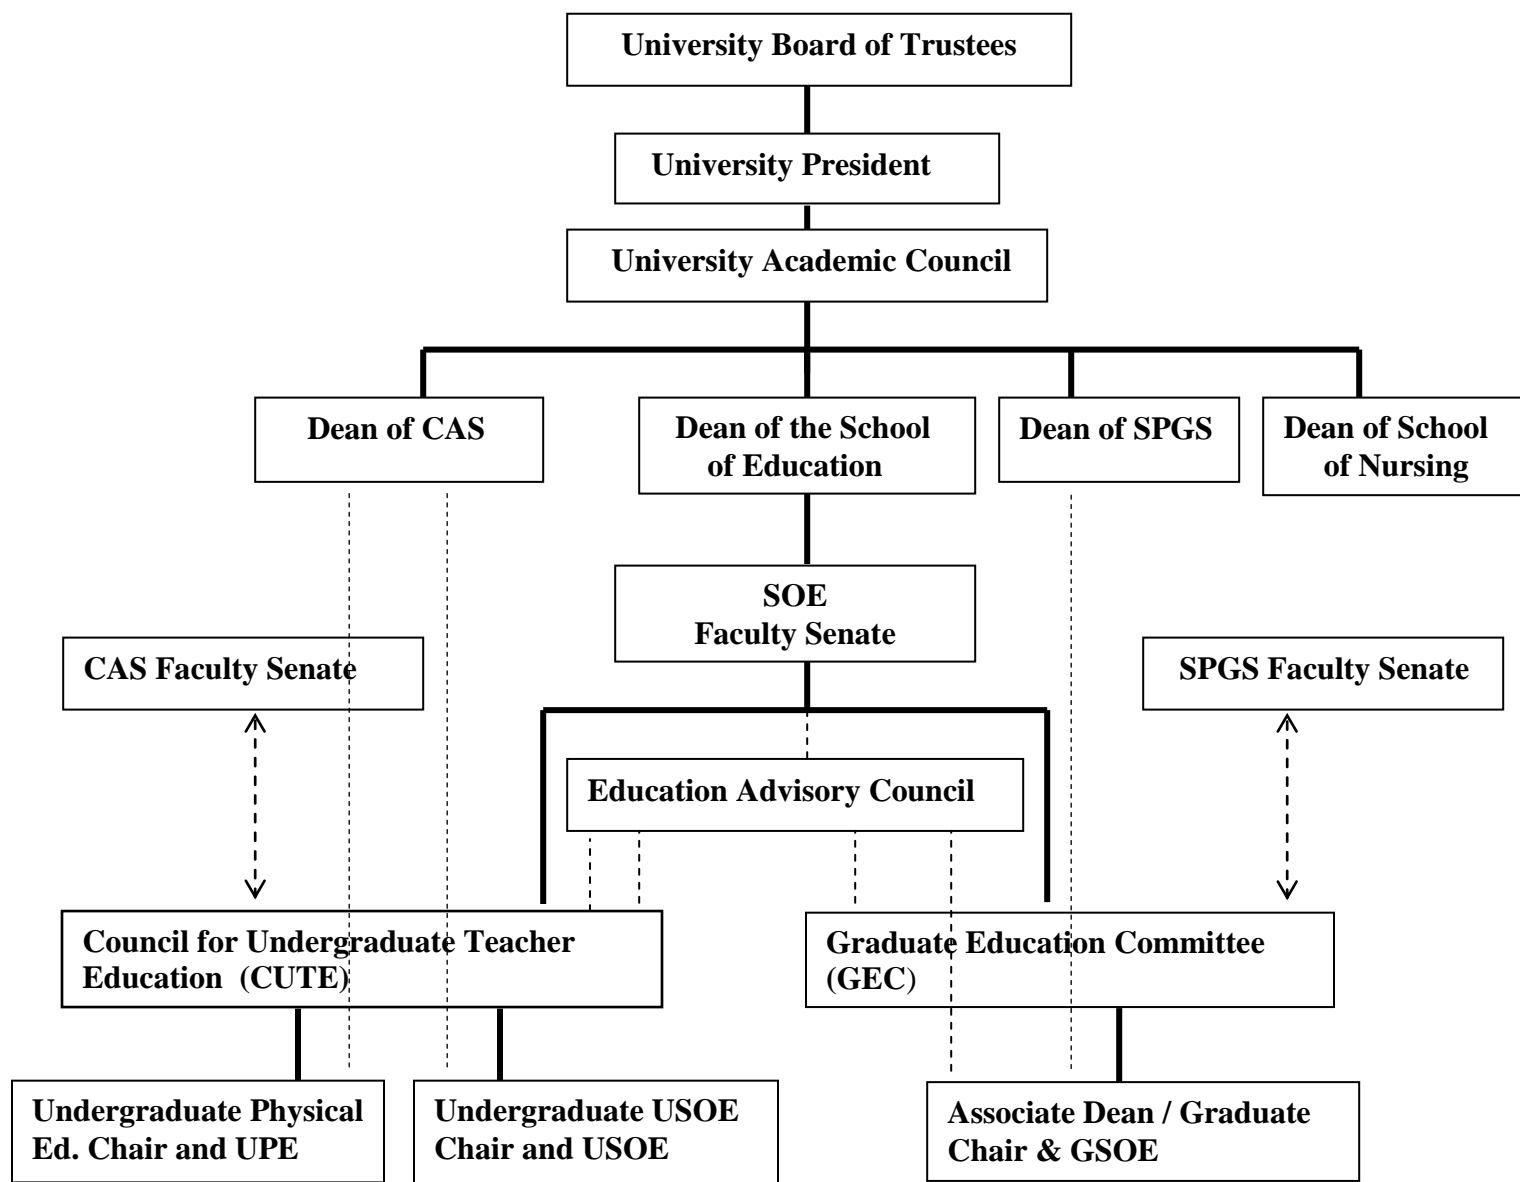 University Board of Trustees
University President
University Academic Council
Dean of CAS
Dean of the School
of Education
Dean of SPGS
Dean of School
of Nursing
SOE
Faculty Senate
CAS Faculty Senate
SPGS Faculty Senate
Education Advisory Council
Council for Undergraduate Teacher
Education (CUTE)
Graduate Education Committee
(GEC)
Undergraduate Physical
Ed. Chair and UPE
Undergraduate USOE
Chair and USOE
Associate Dean / Graduate
Chair & GSOE